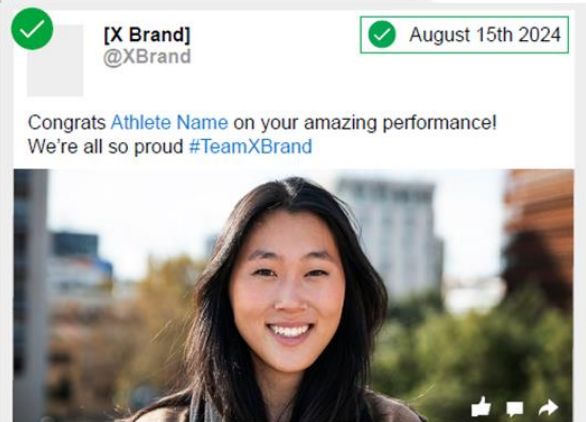 [X Brand]
@XBrand
August 15th 2024
Congrats Athlete Name on your amazing performance!
We're all so proud #TeamXBrand